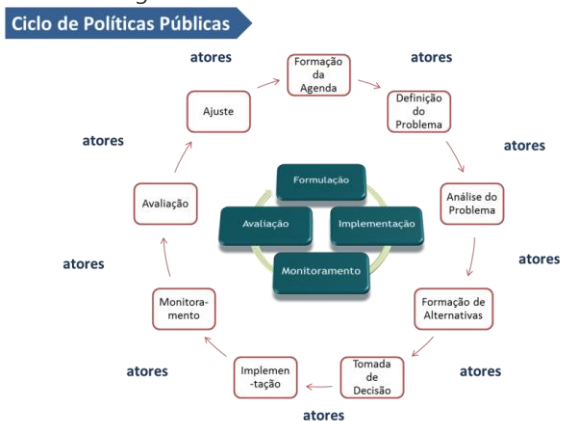 Ciclo de Políticas Públicas
atores
Formação
da
Agenda
atores
Ajuste
Definição
do
Problema
atores
atores
Formulação
Avaliação
Análise do
Problema
Avaliação
Implementação
atores
Monitoramento
atores
Monitora-
mento
Formação de
Alternativas
atores
Implemen
-tação
Tomada
de
Decisão
atores
atores